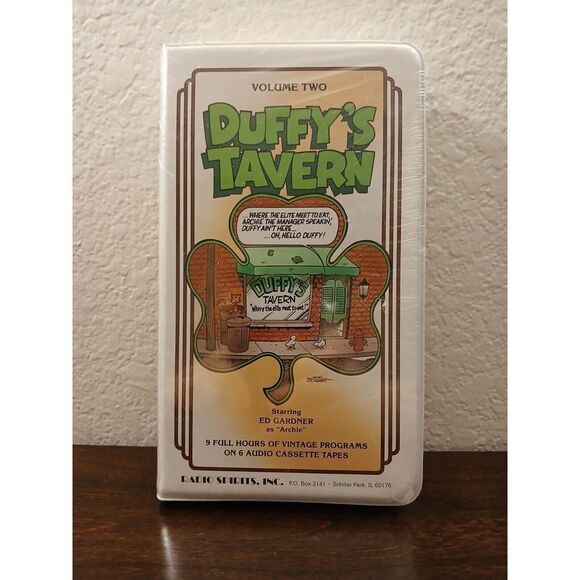 VOLUME TWO
DUFFY'S
TAVERN
...WHERE THE ELITE MEET TO EAT,
ARCHIE THE MANAGER SPEAKIN',
DUFFY AIN'T HERE...
...OH, HELLO DUFFY!
DUFFY'S
TAVERN
"Where the elite meet to eat"
Starring
ED GARDNER
as "Archie"
9 FULL HOURS OF VINTAGE PROGRAMS
ON 6 AUDIO CASSETTE TAPES
RADIO SPIRITS, INC. P.O. Box 2141 - Schiller Park, IL 60176